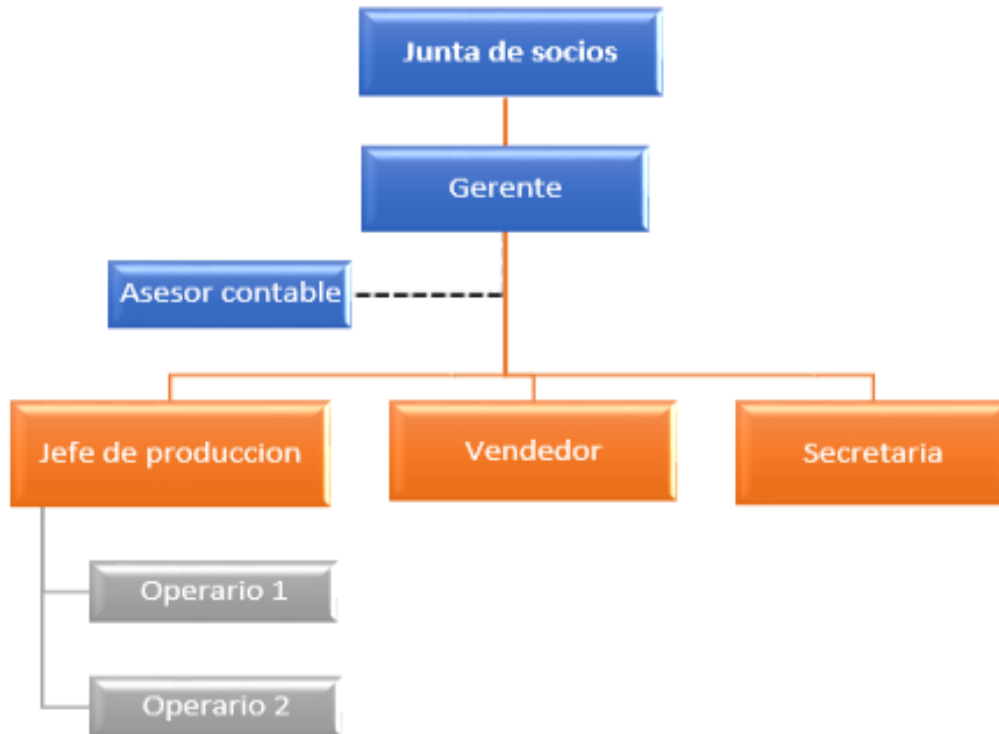 Junta de socios
Gerente
Asesor contable
Jefe de produccion
Vendedor
Secretaria
Operario 1
Operario 2